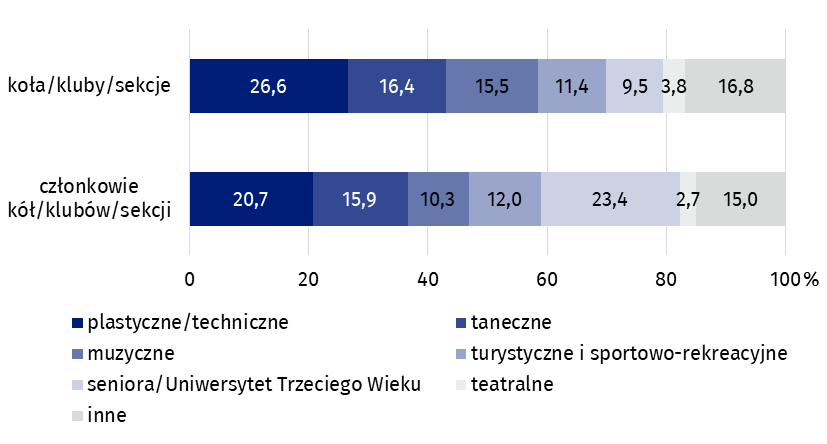 koła/kluby/sekcje
26,6 16,4 15,5 11,4 9,5 3,8 16,8
członkowie
kół/klubów/sekcji
20,7 15,9 10,3 12,0 23,4 2,7 15,0
0 20 40 60 80 100%
plastyczne/techniczne taneczne
muzyczne turystyczne i sportowo-rekreacyjne
seniora/Uniwersytet Trzeciego Wieku teatralne
inne